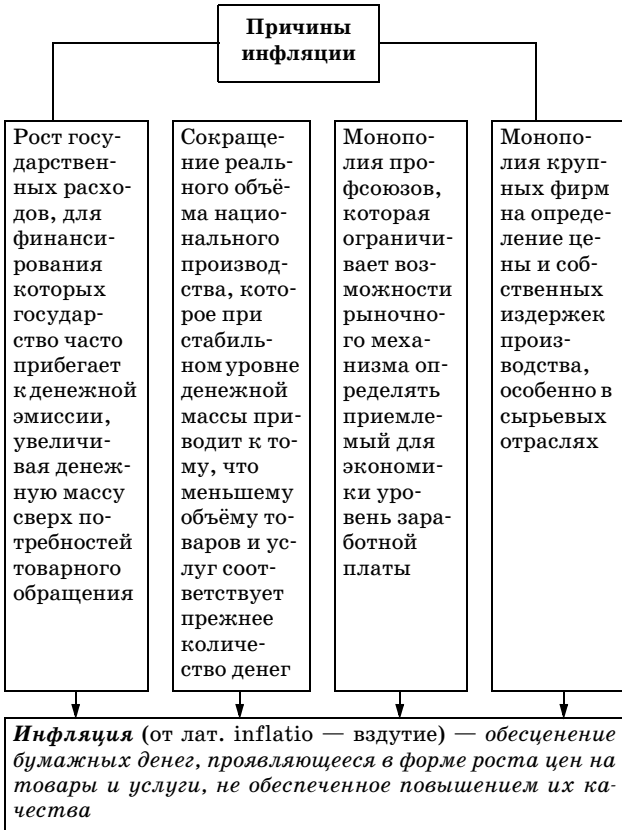 Причины
инфляции
Рост госу-
дарствен-
ных расхо-
дов, для
финанси-
рования
которых
государ-
ство часто
прибегает
к денежной
эмиссии,
увеличи-
вая денеж-
ную массу
сверх по-
требностей
товарного
обращения
Сокраще-
ние реаль-
ного объё-
ма нацио-
нального
производ-
ства, кото-
рое при
стабиль-
ном уровне
денежной
массы при-
водит к то-
му, что
меньшему
объёму то-
варов и ус-
луг соот-
ветствует
прежнее
количе-
ство денег
Монопо-
лия про-
фсоюзов,
которая
ограничи-
вает воз-
можности
рыночно-
го меха-
низма оп-
ределять
приемле-
мый для
экономи-
ки уро-
вень зара-
ботной
платы
Монопо-
лия круп-
ных фирм
на опреде-
ление це-
ны и соб-
ственных
издержек
произ-
водства,
особенно в
сырьевых
отраслях
Инфляция (от лат. inflatio — вздутие) — обесценение
бумажных денег, проявляющееся в форме роста цен на
товары и услуги, не обеспеченное повышением их ка-
чества